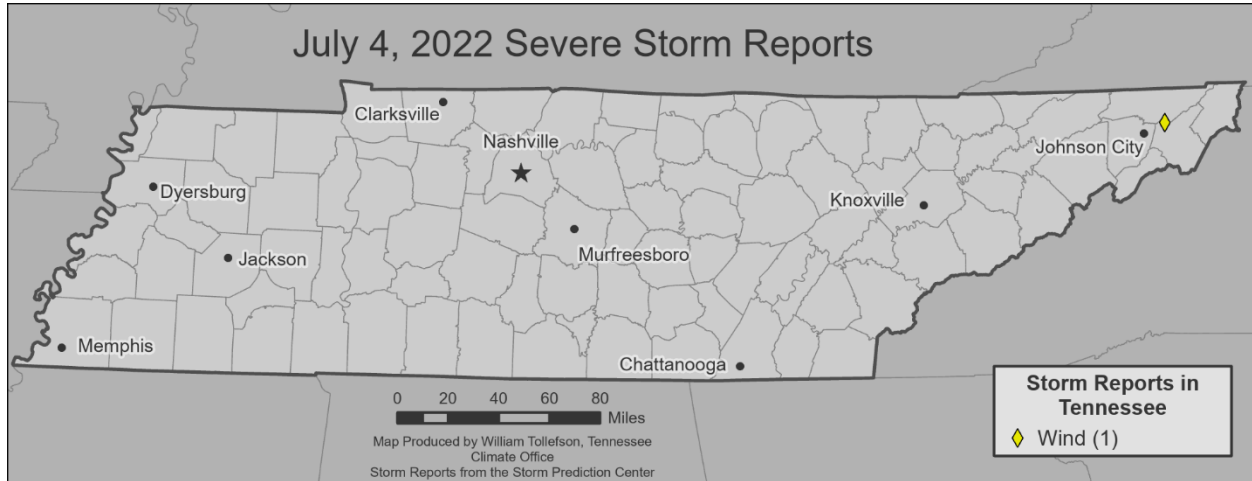 July 4, 2022 Severe Storm Reports
Clarksville
Nashville
Johnson City
Dyersburg
Knoxville
Murfreesboro
Jackson
Memphis
Chattanooga
0 20 40 60 80
Miles
Map Produced by William Tollefson, Tennessee
Climate Office
Storm Reports from the Storm Prediction Center
Storm Reports in
Tennessee
Wind (1)